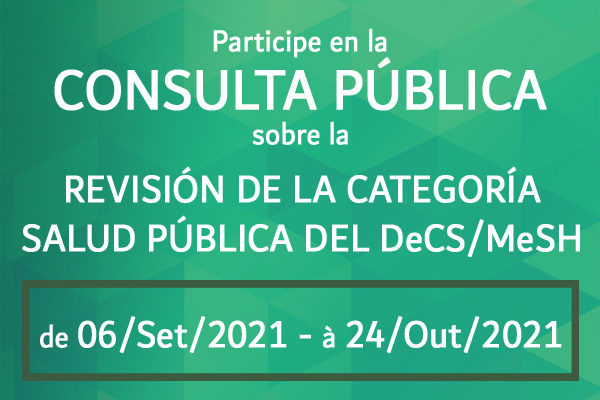 Participe en la
CONSULTA PÚBLICA
sobre la
REVISIÓN DE LA CATEGORÍA
SALUD PÚBLICA DEL DeCS/MeSH
de 06/Set/2021 - à 24/Out/2021